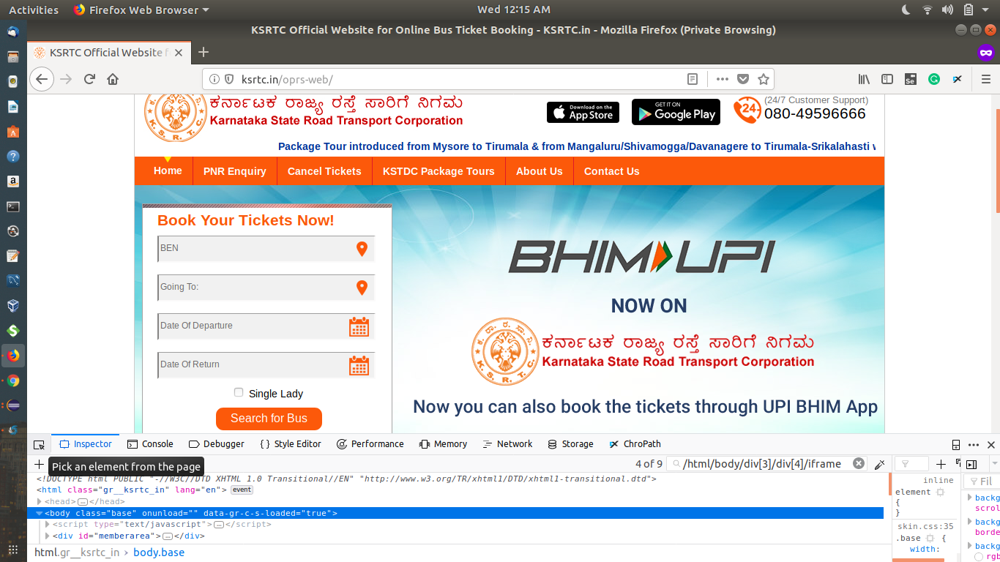 Activities Firefox Web Browser Wed 12:15 AM
KSRTC Official Website for Online Bus Ticket Booking - KSRTC.in - Mozilla Firefox (Private Browsing)
KSRTC Official Website f
ksrtc.in/oprs-web/
ಕರ್ನಾಟಕ ರಾಜ್ಯ ರಸ್ತೆ ಸಾರಿಗೆ ನಿಗಮ
Karnataka State Road Transport Corporation
K. S. R. T. C.
Download on the
App Store
GET IT ON
Google Play
24
(24/7 Customer Support)
080-49596666
Package Tour introduced from Mysore to Tirumala & from Mangaluru/Shivamogga/Davanagere to Tirumala-Srikalahasti
Home PNR Enquiry Cancel Tickets KSTDC Package Tours About Us Contact Us
Book Your Tickets Now!
BEN
Going To:
Date Of Departure
Date Of Return
Single Lady
Search for Bus
BHIM UPI
NOW ON
ಕ. ರಾ. ರ. ಸಾ. ನಿ
K. S. R. T. C.
ಕರ್ನಾಟಕ ರಾಜ್ಯ ರಸ್ತೆ ಸಾರಿಗೆ ನಿಗಮ
Karnataka State Road Transport Corporation
Now you can also book the tickets through UPI BHIM App
Inspector Console Debugger Style Editor Performance Memory Network Storage ChroPath
Pick an element from the page
4 of 9 /html/body/div[3]/div[4]/iframe
<!DOCTYPE html PUBLIC "-//W3C//DTD XHTML 1.0 Transitional//EN" "http://www.w3.org/TR/xhtml1/DTD/xhtml1-transitional.dtd">
<html class="gr__ksrtc_in" lang="en"> event
<head>…</head>
<body class="base" onunload="" data-gr-c-s-loaded="true">
<script type="text/javascript">…</script>
<div id="memberarea">…</div>
html.gr__ksrtc_in › body.base
inline
element
{
}
skin.css:35
.base {
width:
Fil
backg
scrol
backg
borde
backg
rgb